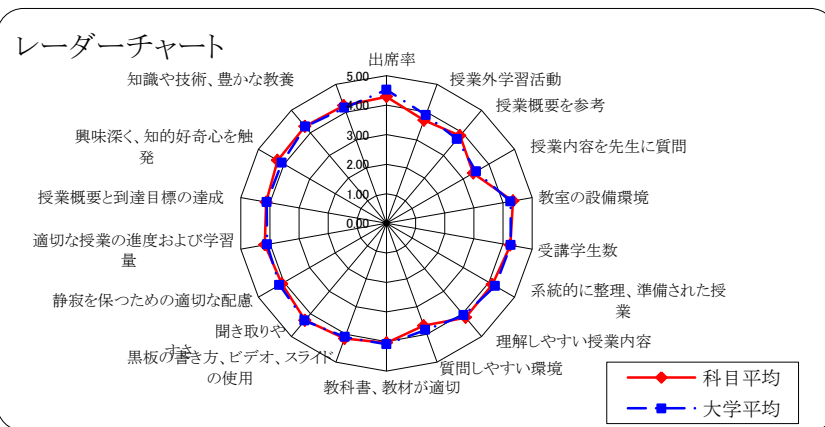 レーダーチャート
出席率
授業外学習活動
授業概要を参考
授業内容を先生に質問
教室の設備環境
受講学生数
系統的に整理、準備された授
業
理解しやすい授業内容
質問しやすい環境
教科書、教材が適切
黒板の書き方、ビデオ、スライド
の使用
聞き取りや
すさ
静寂を保つための適切な配慮
適切な授業の進度および学習
量
授業概要と到達目標の達成
興味深く、知的好奇心を触
発
知識や技術、豊かな教養
5.00
4.00
3.00
2.00
1.00
0.00
科目平均
大学平均